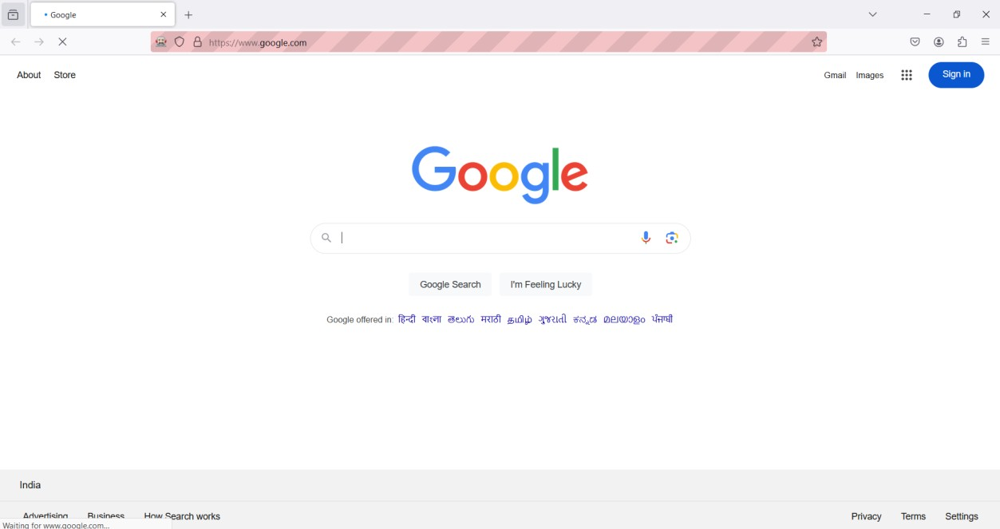 Google
https://www.google.com
About Store
Gmail Images Sign in
Google
Google Search I'm Feeling Lucky
Google offered in: हिन्दी বাংলা తెలుగు मराठी தமிழ் ગુજરાતી ಕನ್ನಡ മലയാളം ਪੰਜਾਬੀ
India
Advertising Business How Search works
Privacy Terms Settings
Waiting for www.google.com...